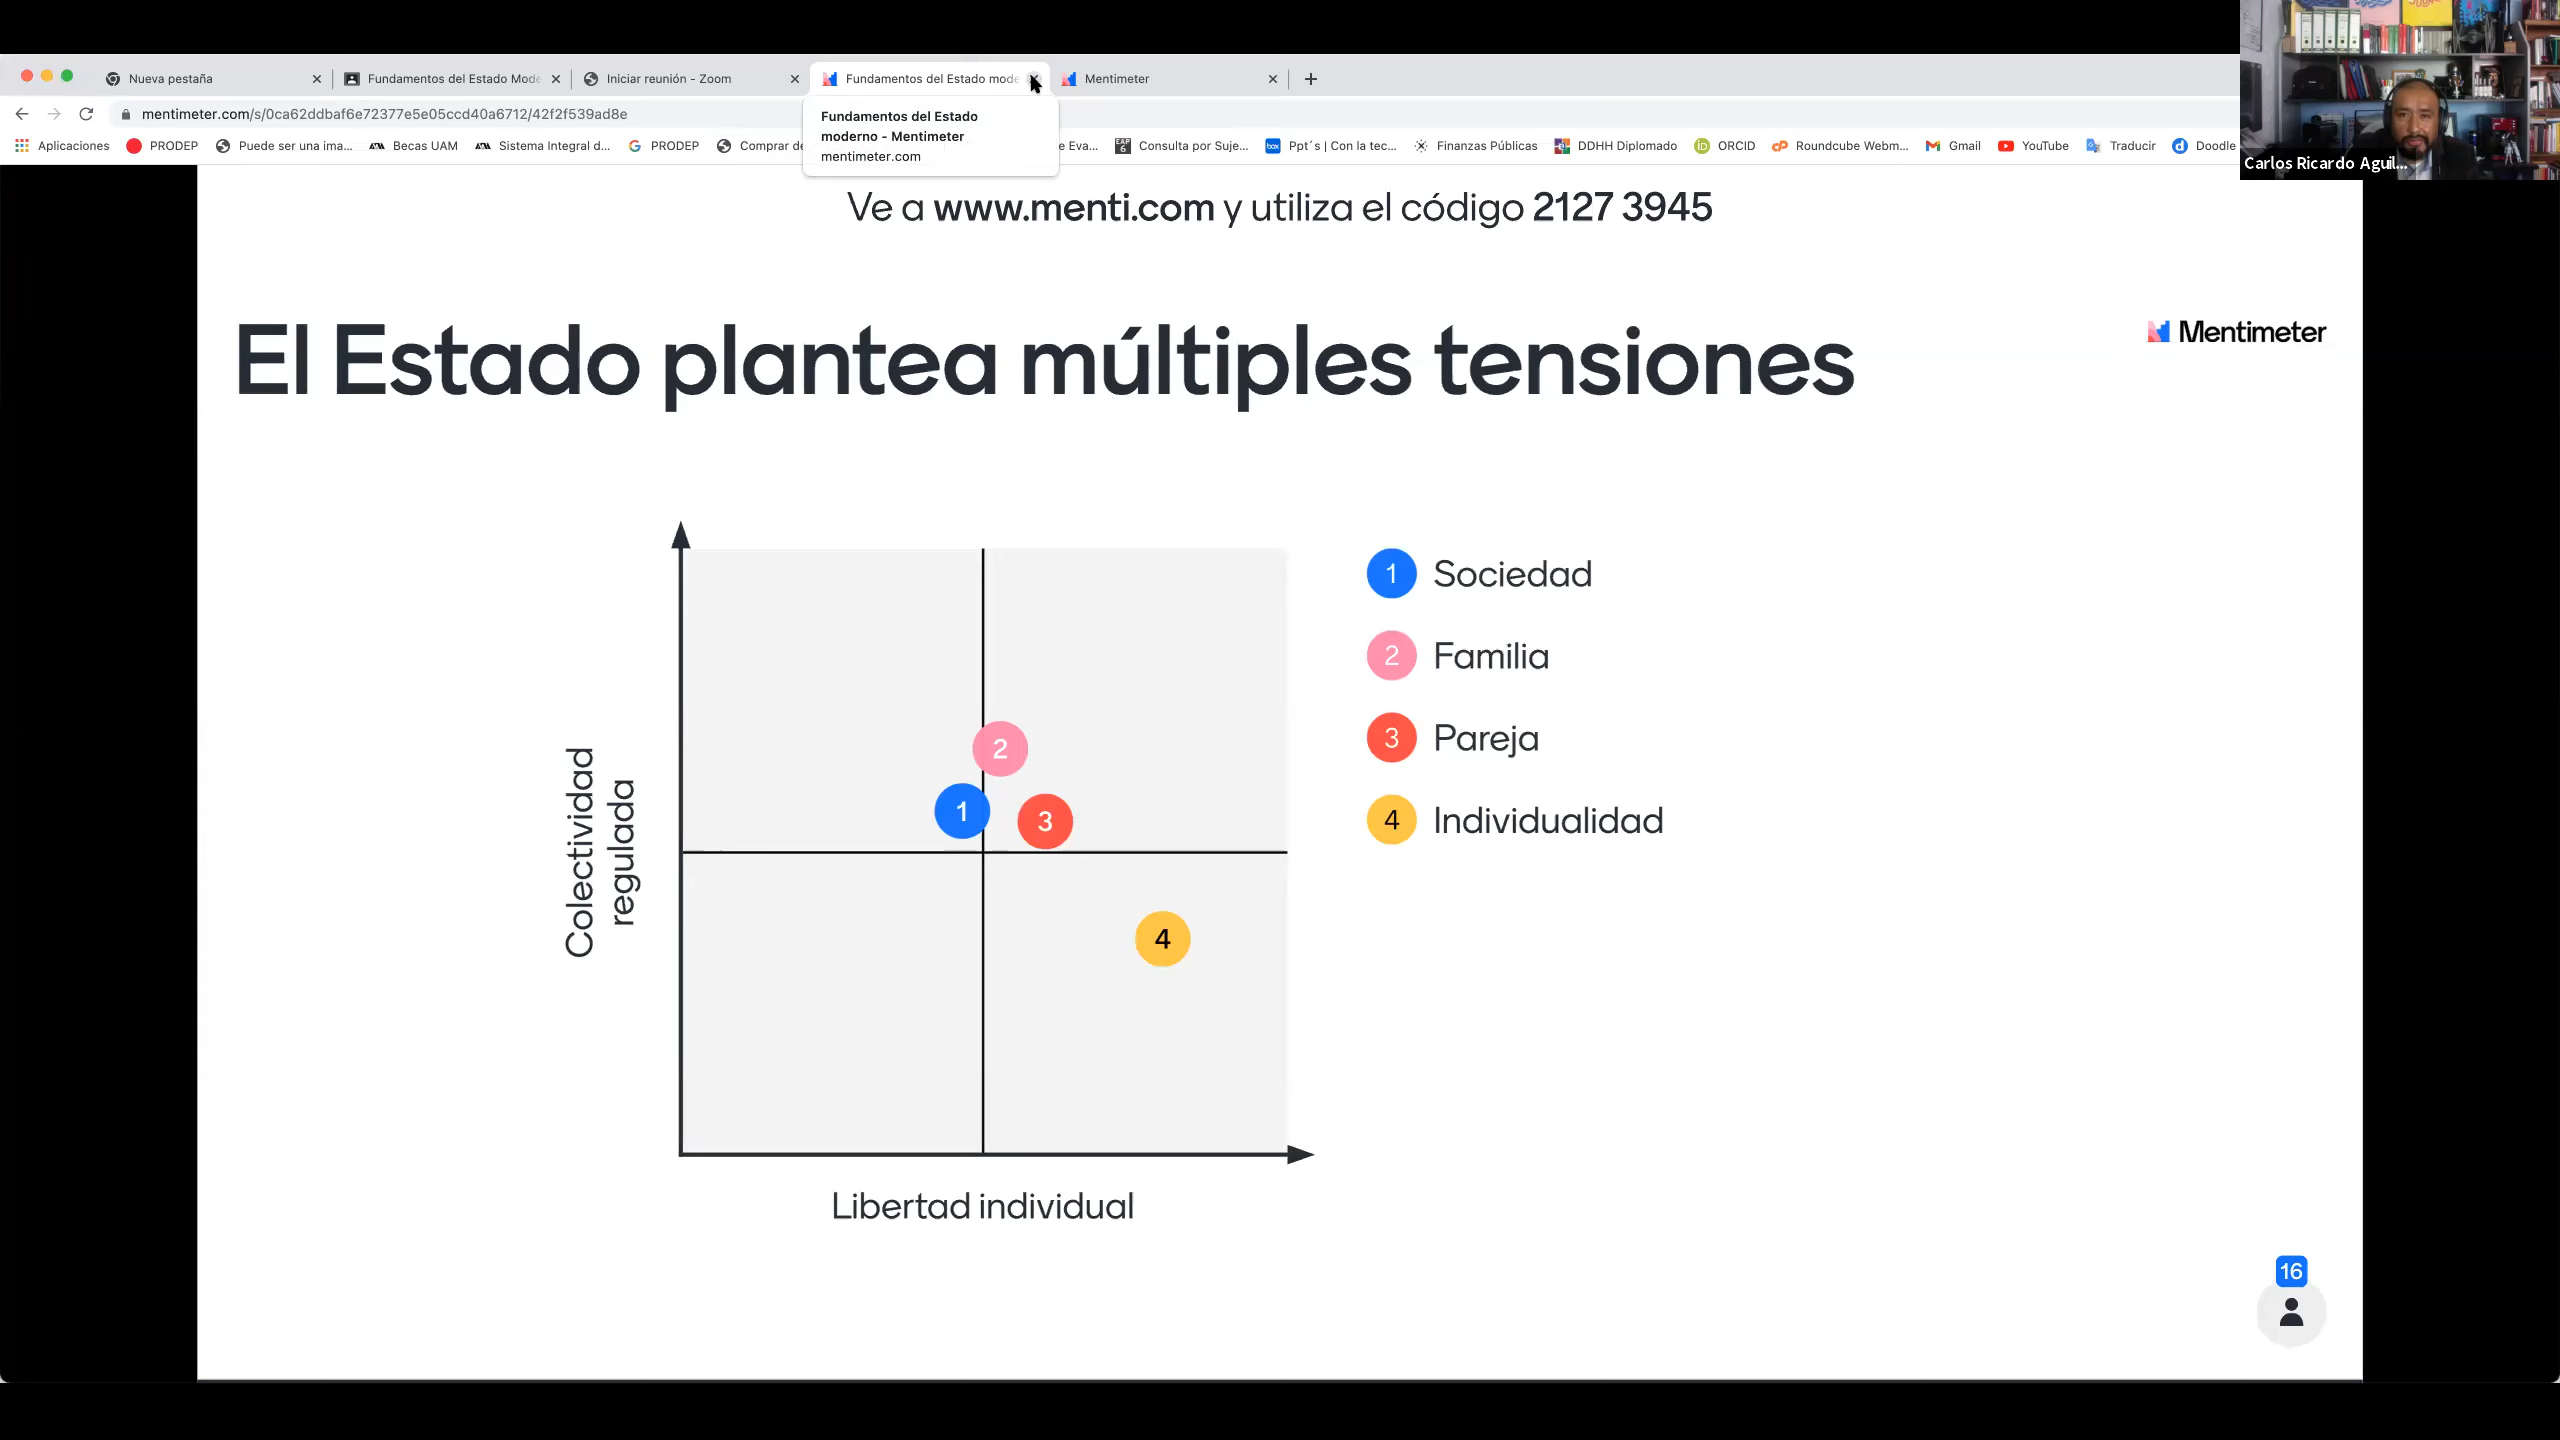 Nueva pestaña
Fundamentos del Estado Mode
Iniciar reunión - Zoom
Fundamentos del Estado mode
Mentimeter
mentimeter.com/s/0ca62ddbaf6e72377e5e05ccd40a6712/42f2f539ad8e
Fundamentos del Estado
moderno - Mentimeter
mentimeter.com
Aplicaciones
PRODEP
Puede ser una ima...
Becas UAM
Sistema Integral d...
PRODEP
Comprar de
e Eva...
Consulta por Suje...
Ppt´s | Con la tec...
Finanzas Públicas
DDHH Diplomado
ORCID
Roundcube Webm...
Gmail
YouTube
Traducir
Doodle
Carlos Ricardo Aguil...
Ve a www.menti.com y utiliza el código 2127 3945
El Estado plantea múltiples tensiones
Mentimeter
Colectividad
regulada
2
1
3
4
Libertad individual
1 Sociedad
2 Familia
3 Pareja
4 Individualidad
16